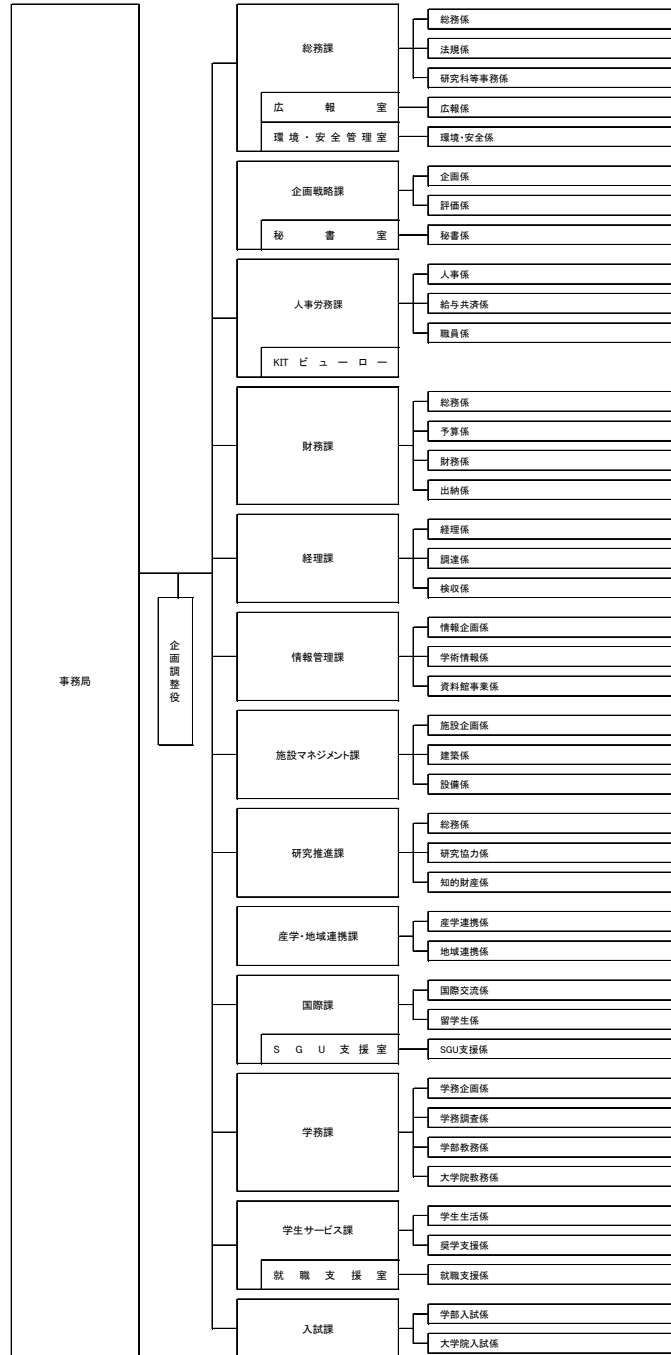 事務局
企画調整役
総務課
総務係
法規係
研究科等事務係
広報室
広報係
環境・安全管理室
環境・安全係
企画戦略課
企画係
評価係
秘書室
秘書係
人事労務課
人事係
給与共済係
職員係
KITビューロー
財務課
総務係
予算係
財務係
出納係
経理課
経理係
調達係
検収係
情報管理課
情報企画係
学術情報係
資料館事業係
施設マネジメント課
施設企画係
建築係
設備係
研究推進課
総務係
研究協力係
知的財産係
産学・地域連携課
産学連携係
地域連携係
国際課
国際交流係
留学生係
SGU支援室
SGU支援係
学務課
学務企画係
学務調査係
学部教務係
大学院教務係
学生サービス課
学生生活係
奨学支援係
就職支援室
就職支援係
入試課
学部入試係
大学院入試係